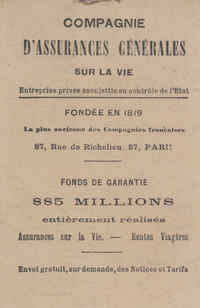 COMPAGNIE
D'ASSURANCES GÉNÉRALES
SUR LA VIE
Entreprise privée assujettie au contrôle de l'Etat
FONDÉE EN 1819
La plus ancienne des Compagnies françaises
87, Rue de Richelieu, 87, PARIS
FONDS DE GARANTIE
885 MILLIONS
entièrement réalisés
Assurances sur la Vie. — Rentes Viagères
Envoi gratuit, sur demande, des Notices et Tarifs